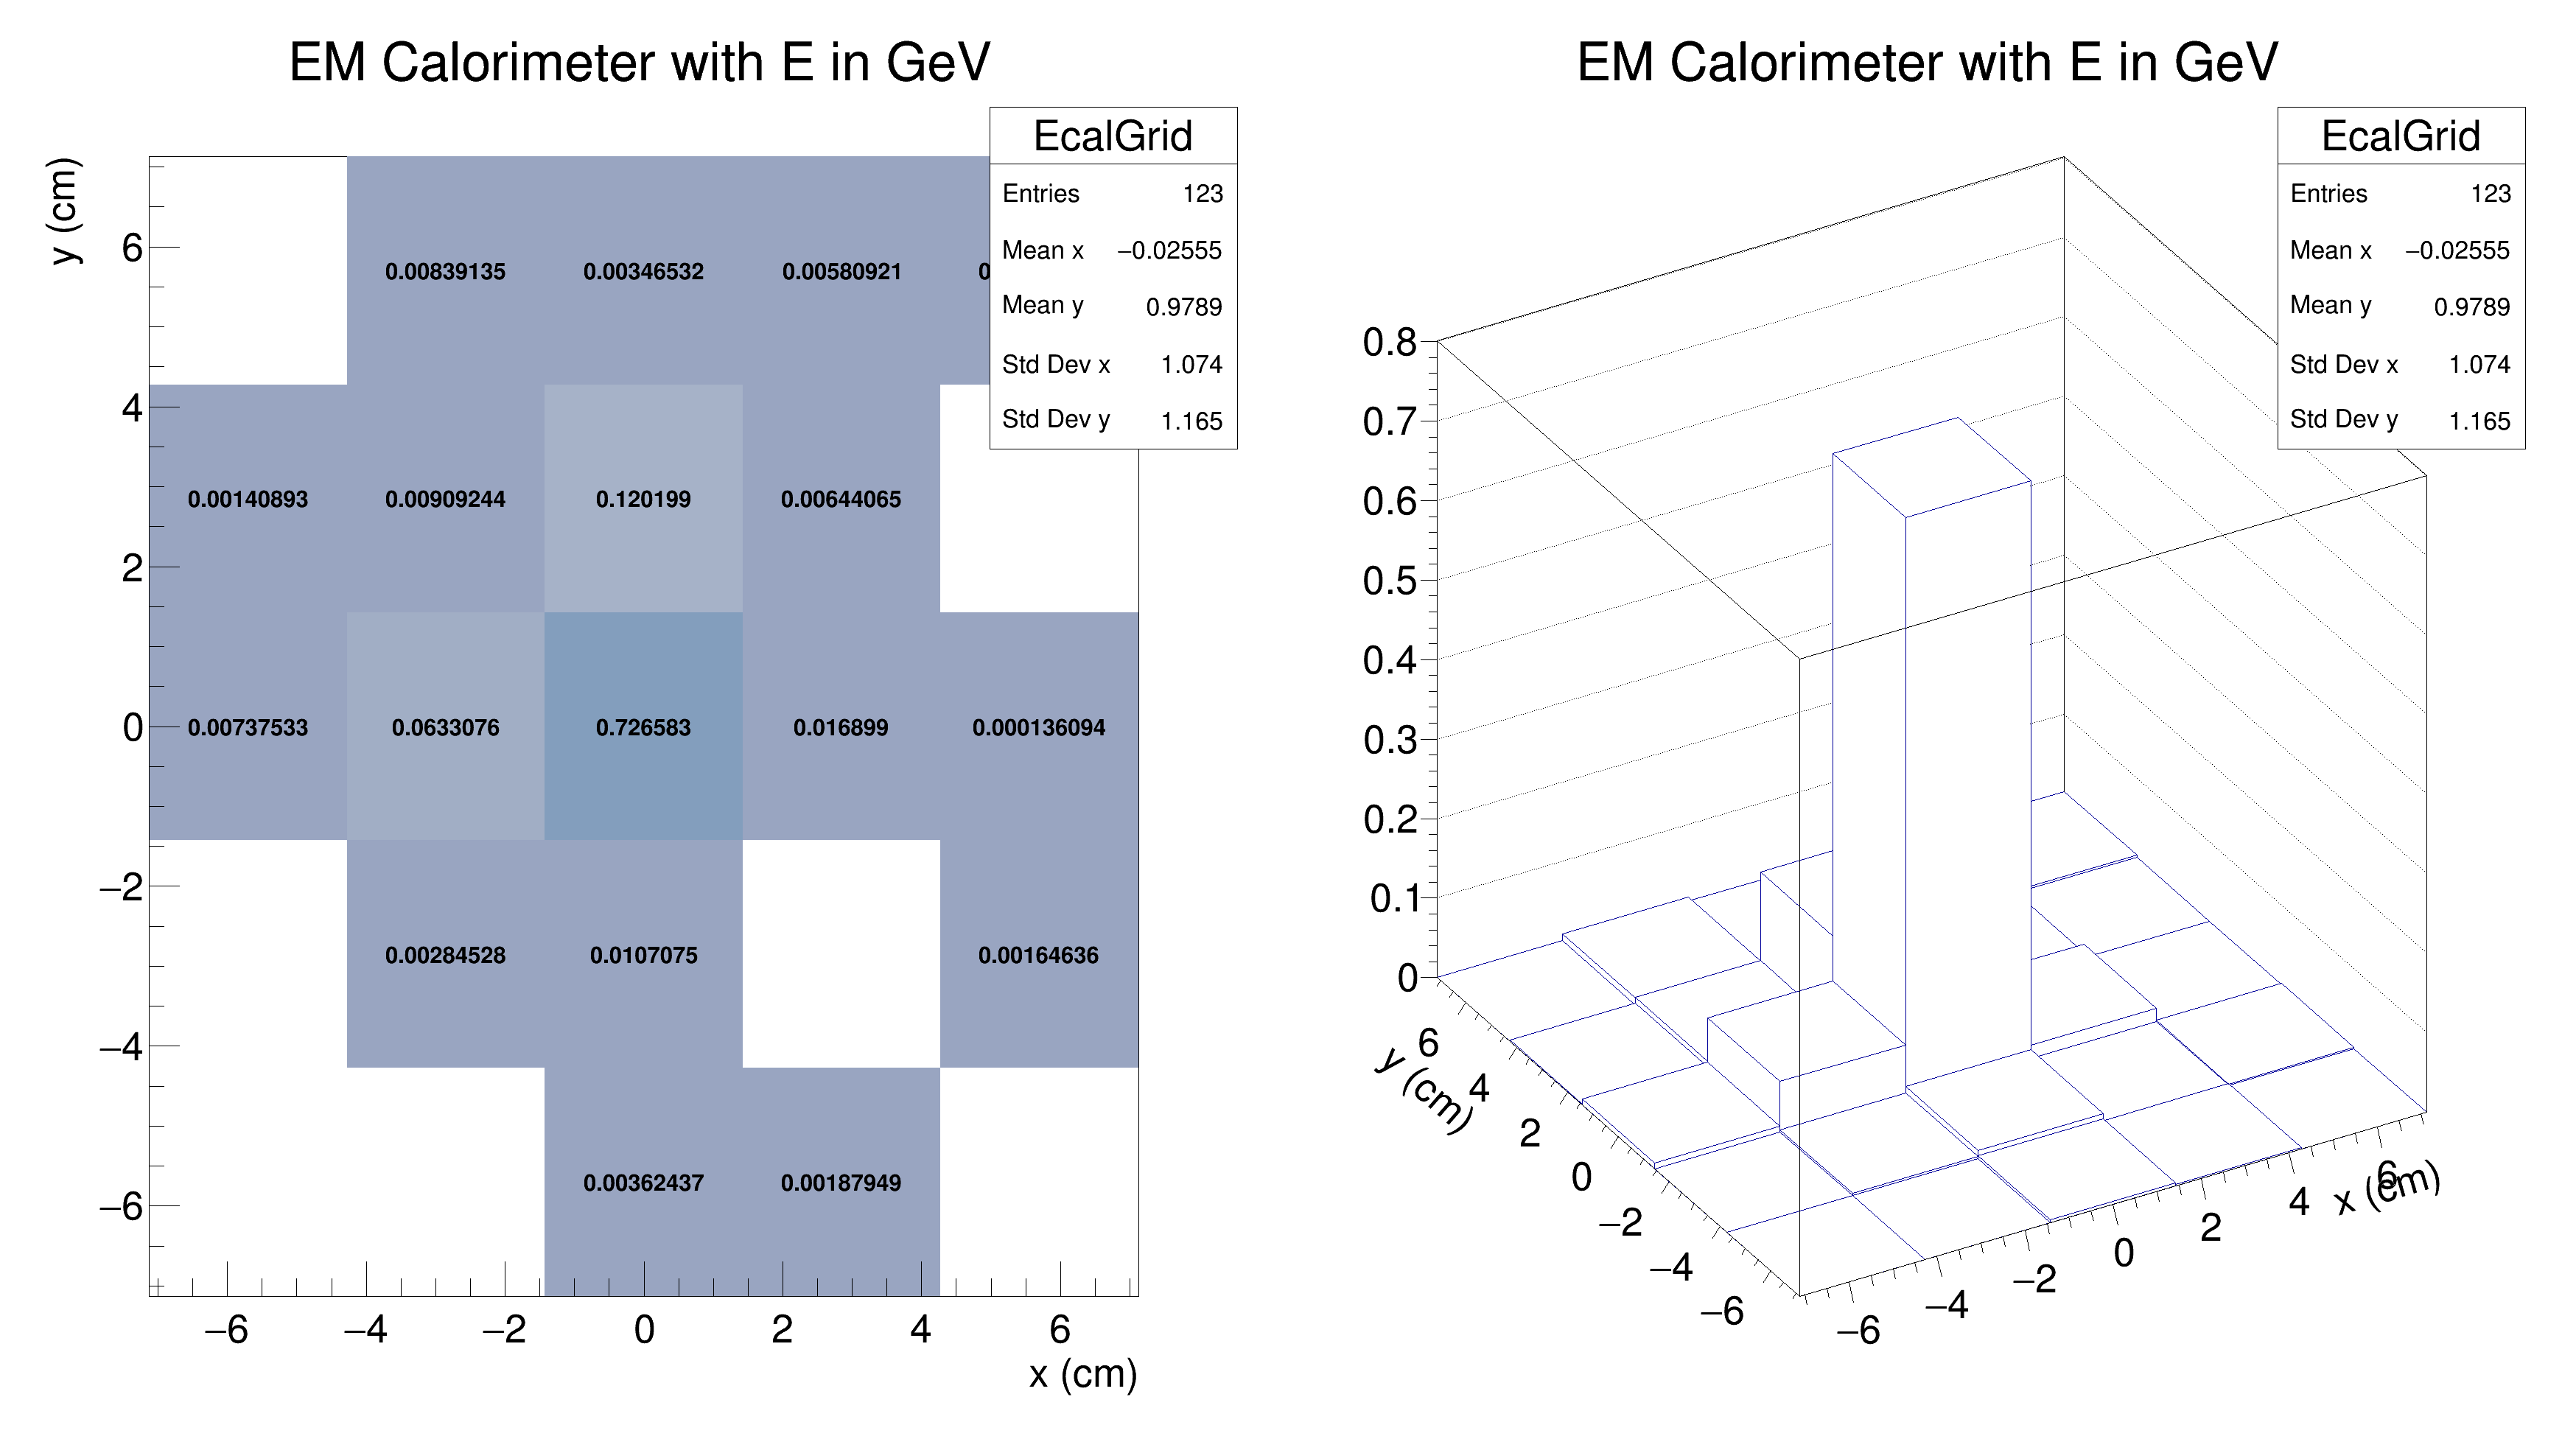 EM Calorimeter with E in GeV
EcalGrid
Entries 123
Mean x −0.02555
Mean y 0.9789
Std Dev x 1.074
Std Dev y 1.165
y (cm)
6
4
2
0
−2
−4
−6
0.00839135 0.00346532 0.00580921
0.00140893 0.00909244 0.120199 0.00644065
0.00737533 0.0633076 0.726583 0.016899 0.000136094
0.00284528 0.0107075 0.00164636
0.00362437 0.00187949
−6 −4 −2 0 2 4 6
x (cm)
EM Calorimeter with E in GeV
EcalGrid
Entries 123
Mean x −0.02555
Mean y 0.9789
Std Dev x 1.074
Std Dev y 1.165
0.8
0.7
0.6
0.5
0.4
0.3
0.2
0.1
0
6
4
2
0
−2
−4
−6
y (cm)
−6 −4 −2 0 2 4 6
x (cm)